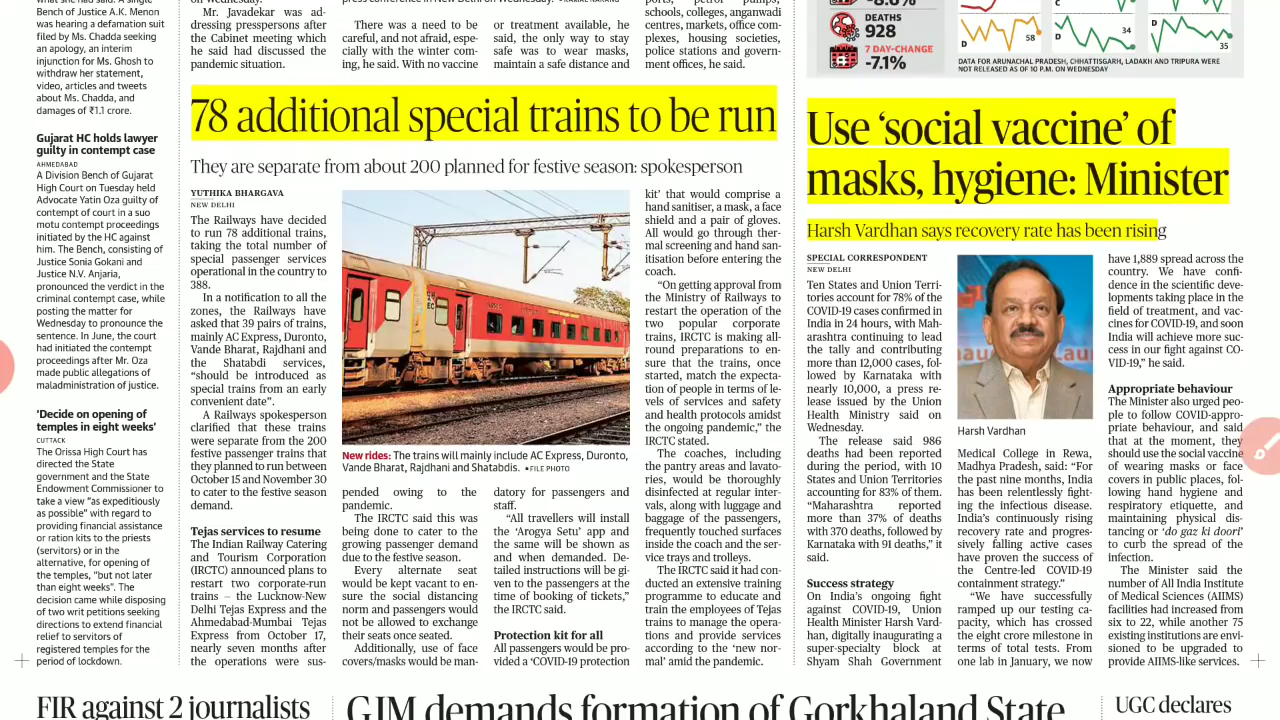 what she had said. A single
Bench of Justice A.K. Menon
was hearing a defamation suit
filed by Ms. Chadda seeking
an apology, an interim
injunction for Ms. Ghosh to
withdraw her statement,
video, articles and tweets
about Ms. Chadda, and
damages of ₹1.1 crore.
Gujarat HC holds lawyer
guilty in contempt case
AHMEDABAD
A Division Bench of Gujarat
High Court on Tuesday held
Advocate Yatin Oza guilty of
contempt of court in a suo
motu contempt proceedings
initiated by the HC against
him. The Bench, consisting of
Justice Sonia Gokani and
Justice N.V. Anjaria,
pronounced the verdict in the
criminal contempt case, while
posting the matter for
Wednesday to pronounce the
sentence. In June, the court
had initiated the contempt
proceedings after Mr. Oza
made public allegations of
maladministration of justice.
'Decide on opening of
temples in eight weeks'
CUTTACK
The Orissa High Court has
directed the State
government and the State
Endowment Commissioner to
take a view "as expeditiously
as possible" with regard to
providing financial assistance
or ration kits to the priests
(servitors) or in the
alternative, for opening of
the temples, "but not later
than eight weeks". The
decision came while disposing
of two writ petitions seeking
directions to extend financial
relief to servitors of
registered temples for the
period of lockdown.
on Wednesday.
Mr. Javadekar was ad-
dressing presspersons after
the Cabinet meeting which
he said had discussed the
pandemic situation.
There was a need to be
careful, and not afraid, espe-
cially with the winter com-
ing, he said. With no vaccine
or treatment available, he
said, the only way to stay
safe was to wear masks,
maintain a safe distance and
schools, colleges, anganwadi
centres, markets, office com-
plexes, housing societies,
police stations and govern-
ment offices, he said.
78 additional special trains to be run
They are separate from about 200 planned for festive season: spokesperson
YUTHIKA BHARGAVA
NEW DELHI
The Railways have decided
to run 78 additional trains,
taking the total number of
special passenger services
operational in the country to
388.
In a notification to all the
zones, the Railways have
asked that 39 pairs of trains,
mainly AC Express, Duronto,
Vande Bharat, Rajdhani and
the Shatabdi services,
"should be introduced as
special trains from an early
convenient date".
A Railways spokesperson
clarified that these trains
were separate from the 200
festive passenger trains that
they planned to run between
October 15 and November 30
to cater to the festive season
demand.
Tejas services to resume
The Indian Railway Catering
and Tourism Corporation
(IRCTC) announced plans to
restart two corporate-run
trains – the Lucknow-New
Delhi Tejas Express and the
Ahmedabad-Mumbai Tejas
Express from October 17,
nearly seven months after
the operations were sus-
New rides: The trains will mainly include AC Express, Duronto,
Vande Bharat, Rajdhani and Shatabdis. •FILE PHOTO
pended owing to the
pandemic.
The IRCTC said this was
being done to cater to the
growing passenger demand
due to the festive season.
Every alternate seat
would be kept vacant to en-
sure the social distancing
norm and passengers would
not be allowed to exchange
their seats once seated.
Additionally, use of face
covers/masks would be man-
datory for passengers and
staff.
"All travellers will install
the 'Arogya Setu' app and
the same will be shown as
and when demanded. De-
tailed instructions will be gi-
ven to the passengers at the
time of booking of tickets,"
the IRCTC said.
Protection kit for all
All passengers would be pro-
vided a 'COVID-19 protection
kit' that would comprise a
hand sanitiser, a mask, a face
shield and a pair of gloves.
All would go through ther-
mal screening and hand san-
itisation before entering the
coach.
"On getting approval from
the Ministry of Railways to
restart the operation of the
two popular corporate
trains, IRCTC is making all-
round preparations to en-
sure that the trains, once
started, match the expecta-
tion of people in terms of le-
vels of services and safety
and health protocols amidst
the ongoing pandemic," the
IRCTC stated.
The coaches, including
the pantry areas and lavato-
ries, would be thoroughly
disinfected at regular inter-
vals, along with luggage and
baggage of the passengers,
frequently touched surfaces
inside the coach and the ser-
vice trays and trolleys.
The IRCTC said it had con-
ducted an extensive training
programme to educate and
train the employees of Tejas
trains to manage the opera-
tions and provide services
according to the 'new nor-
mal' amid the pandemic.
-8.6%
DEATHS
928
7 DAY-CHANGE
-7.1%
D 58
C
D 34
D 35
DATA FOR ARUNACHAL PRADESH, CHHATTISGARH, LADAKH AND TRIPURA WERE
NOT RELEASED AS OF 10 P.M. ON WEDNESDAY
Use 'social vaccine' of
masks, hygiene: Minister
Harsh Vardhan says recovery rate has been rising
SPECIAL CORRESPONDENT
NEW DELHI
Ten States and Union Terri-
tories account for 78% of the
COVID-19 cases confirmed in
India in 24 hours, with Mah-
arashtra continuing to lead
the tally and contributing
more than 12,000 cases, fol-
lowed by Karnataka with
nearly 10,000, a press re-
lease issued by the Union
Health Ministry said on
Wednesday.
The release said 986
deaths had been reported
during the period, with 10
States and Union Territories
accounting for 83% of them.
"Maharashtra reported
more than 37% of deaths
with 370 deaths, followed by
Karnataka with 91 deaths," it
said.
Success strategy
On India's ongoing fight
against COVID-19, Union
Health Minister Harsh Vard-
han, digitally inaugurating a
super-specialty block at
Shyam Shah Government
Harsh Vardhan
Medical College in Rewa,
Madhya Pradesh, said: "For
the past nine months, India
has been relentlessly fight-
ing the infectious disease.
India's continuously rising
recovery rate and progres-
sively falling active cases
have proven the success of
the Centre-led COVID-19
containment strategy."
"We have successfully
ramped up our testing ca-
pacity, which has crossed
the eight crore milestone in
terms of total tests. From
one lab in January, we now
have 1,889 spread across the
country. We have confi-
dence in the scientific deve-
lopments taking place in the
field of treatment, and vac-
cines for COVID-19, and soon
India will achieve more suc-
cess in our fight against CO-
VID-19," he said.
Appropriate behaviour
The Minister also urged peo-
ple to follow COVID-appro-
priate behaviour, and said
that at the moment, they
should use the social vaccine
of wearing masks or face
covers in public places, fol-
lowing hand hygiene and
respiratory etiquette, and
maintaining physical dis-
tancing or 'do gaz ki doori'
to curb the spread of the
infection.
The Minister said the
number of All India Institute
of Medical Sciences (AIIMS)
facilities had increased from
six to 22, while another 75
existing institutions are envi-
sioned to be upgraded to
provide AIIMS-like services.
FIR against 2 journalists
GJM demands formation of Gorkhaland State
UGC declares